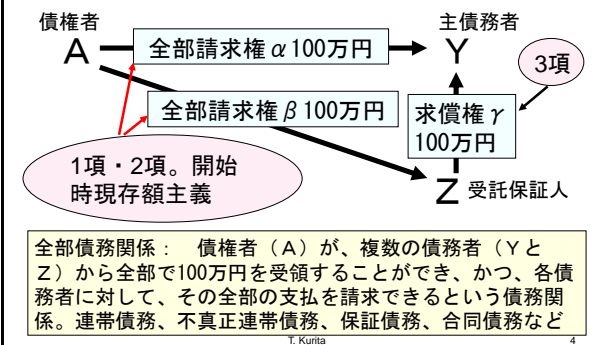 債権者
主債務者
A
全部請求権α100万円
Y
3項
全部請求権β100万円
求償権γ
100万円
1項・2項。開始
時現存額主義
Z 受託保証人
全部債務関係： 債権者（A）が、複数の債務者（Yと
Z）から全部で100万円を受領することができ、かつ、各債
務者に対して、その全部の支払を請求できるという債務関
係。連帯債務、不真正連帯債務、保証債務、合同債務など
T. Kurita
4